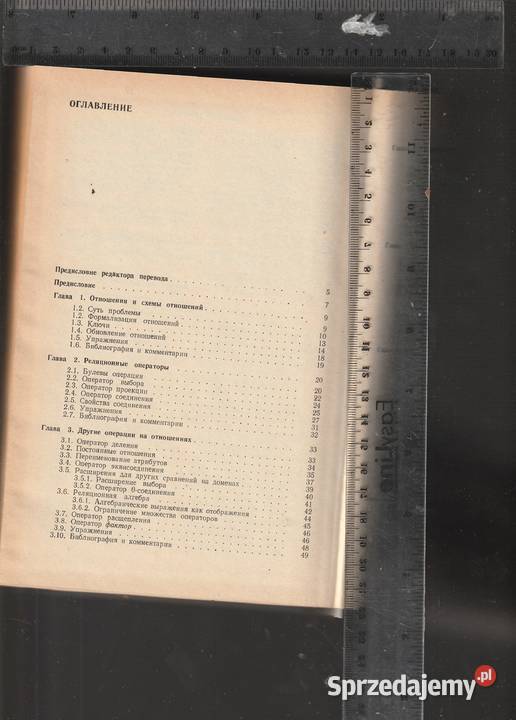 ОГЛАВЛЕНИЕ
Предисловие редактора перевода 5
Предисловие 7
Глава 1. Отношения и схемы отношений 9
1.2. Суть проблемы 9
1.2. Формализация отношений 10
1.3. Ключи 13
1.4. Обновление отношений 14
1.5. Упражнения 18
1.6. Библиография и комментарии 19
Глава 2. Реляционные операторы 20
2.1. Булевы операции 20
2.2. Оператор выбора 22
2.3. Оператор проекции 24
2.4. Оператор соединения 25
2.5. Свойства соединения 27
2.6. Упражнения 31
2.7. Библиография и комментарии 32
Глава 3. Другие операции на отношениях 33
3.1. Оператор деления 33
3.2. Постоянные отношения 34
3.3. Переименование атрибутов 35
3.4. Оператор эквисоединения 37
3.5. Расширения для других сравнений на доменах 39
3.5.1. Расширение выбора 40
3.5.2. Оператор θ-соединения 41
3.6. Реляционная алгебра 42
3.6.1. Алгебраические выражения как отображения 44
3.6.2. Ограничение множества операторов 45
3.7. Оператор расщепления 46
3.8. Оператор фактор 46
3.9. Упражнения 48
3.10. Библиография и комментарии 49
Sprzedajemy.pl